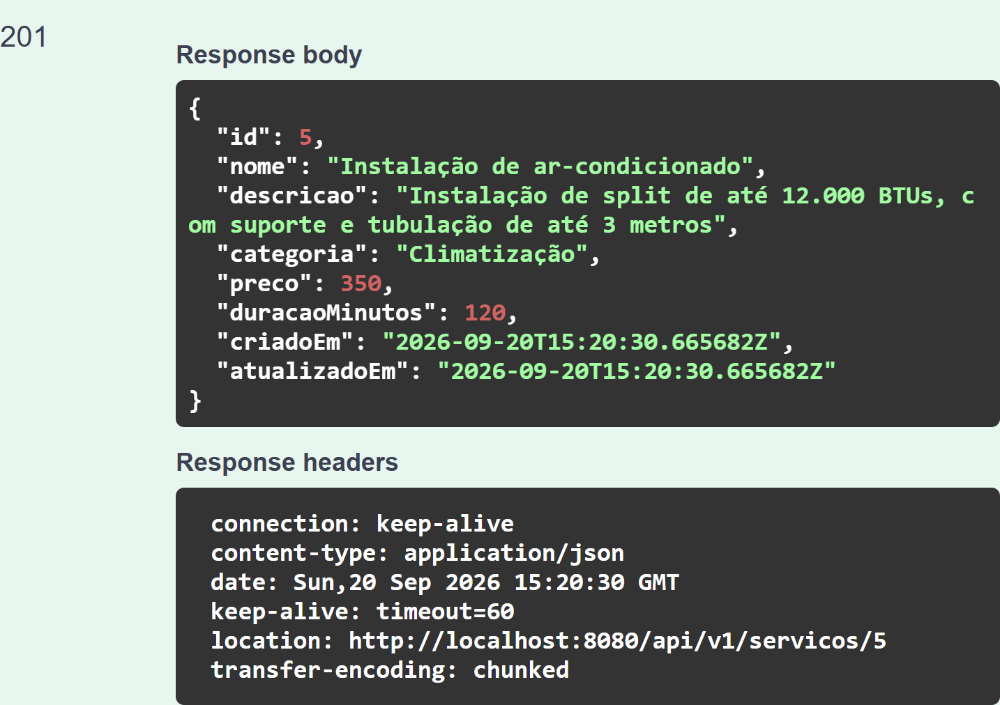 201
Response body
{
"id": 5,
"nome": "Instalação de ar-condicionado",
"descricao": "Instalação de split de até 12.000 BTUs, c
om suporte e tubulação de até 3 metros",
"categoria": "Climatização",
"preco": 350,
"duracaoMinutos": 120,
"criadoEm": "2026-09-20T15:20:30.665682Z",
"atualizadoEm": "2026-09-20T15:20:30.665682Z"
}
Response headers
connection: keep-alive
content-type: application/json
date: Sun,20 Sep 2026 15:20:30 GMT
keep-alive: timeout=60
location: http://localhost:8080/api/v1/servicos/5
transfer-encoding: chunked